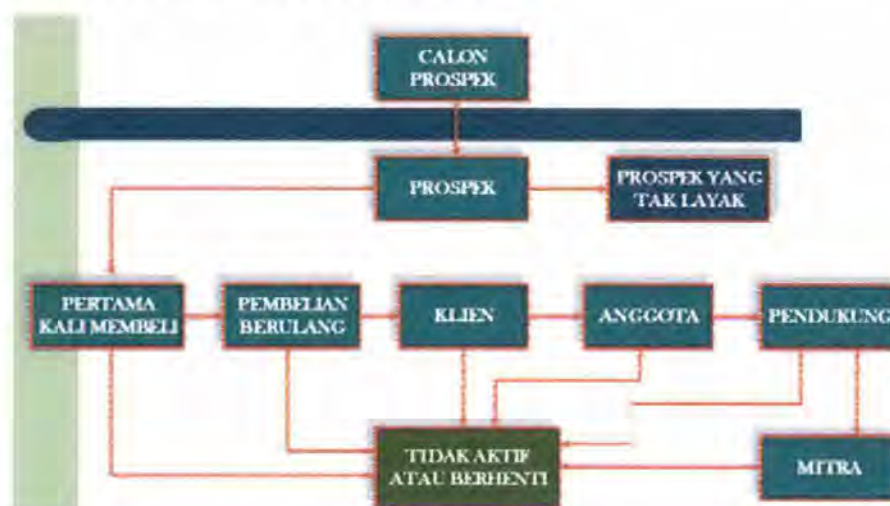 CALON
PROSPEK
PROSPEK
PROSPEK YANG
TAK LAYAK
PERTAMA
KALI MEMBELI
PEMBELIAN
BERULANG
KLIEN
ANGGOTA
PENDUKUNG
TIDAK AKTIF
ATAU BERHENTI
MITRA